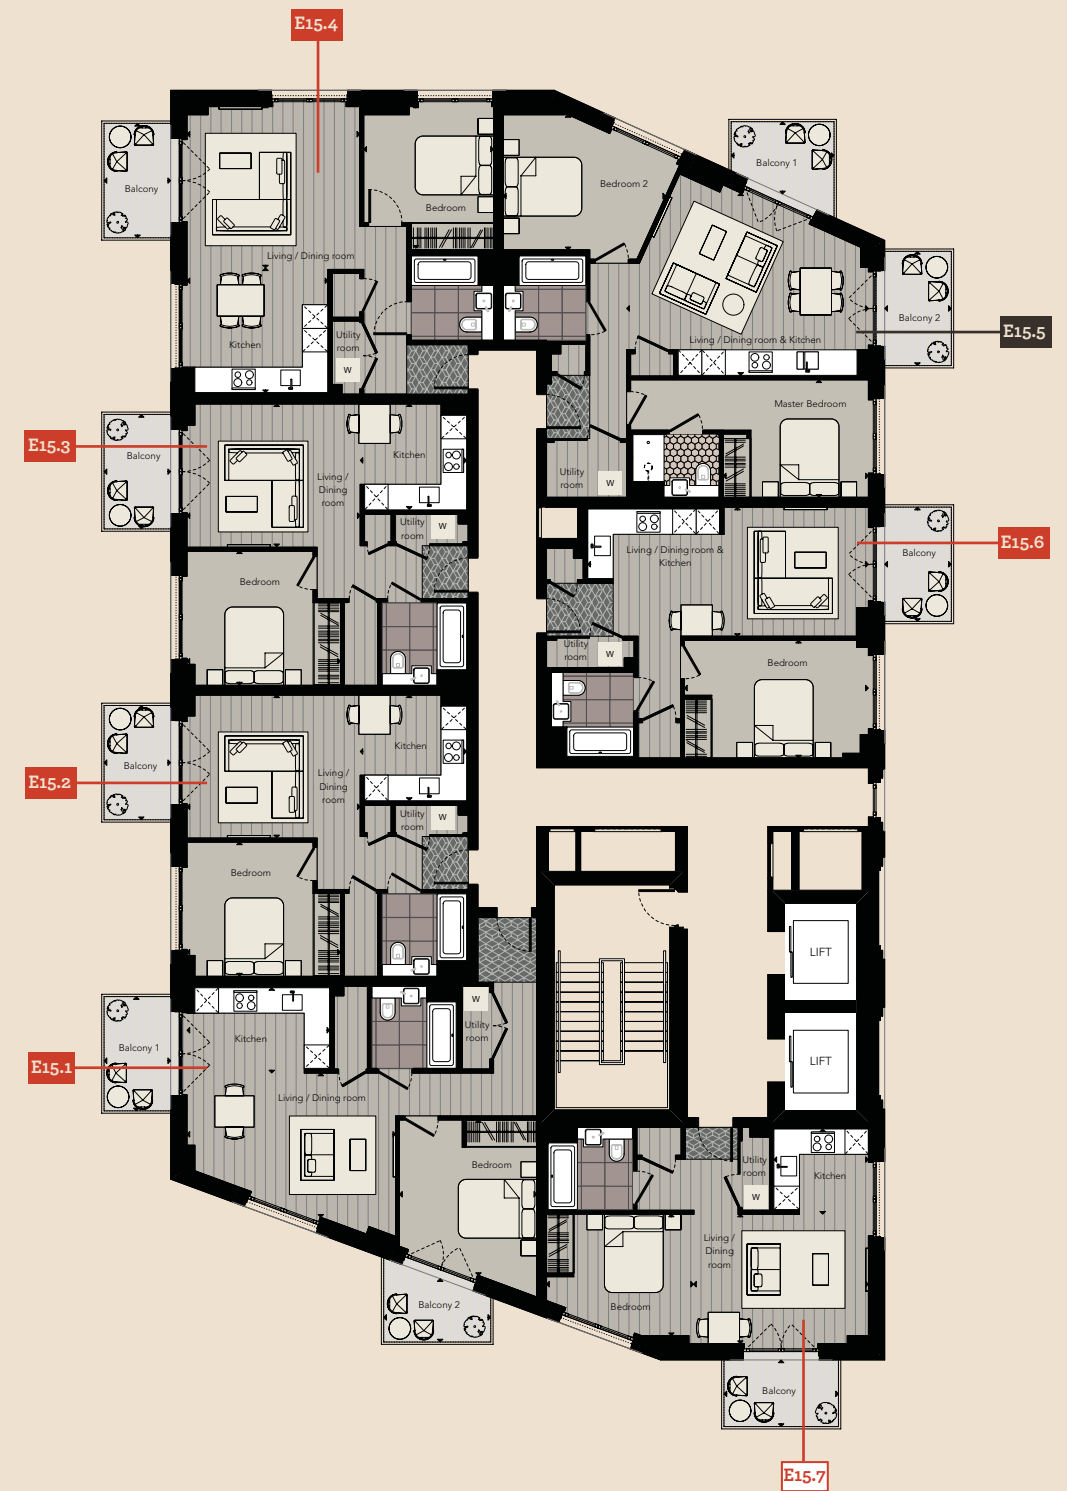 E15.4
Balcony
Bedroom
Living / Dining room
Kitchen
Utility
room
W
Bedroom 2
Balcony 1
Balcony 2
Living / Dining room & Kitchen
E15.5
Master Bedroom
Utility
room
W
E15.3
Balcony
Living /
Dining
room
Kitchen
Utility
room
W
Bedroom
Living / Dining room &
Kitchen
Balcony
E15.6
Utility
room
W
Bedroom
E15.2
Balcony
Living /
Dining
room
Kitchen
Utility
room
W
Bedroom
LIFT
LIFT
E15.1
Balcony 1
Kitchen
W
Utility
room
Living / Dining room
Bedroom
Balcony 2
Utility
room
W
Kitchen
Living /
Dining
room
Bedroom
Balcony
E15.7